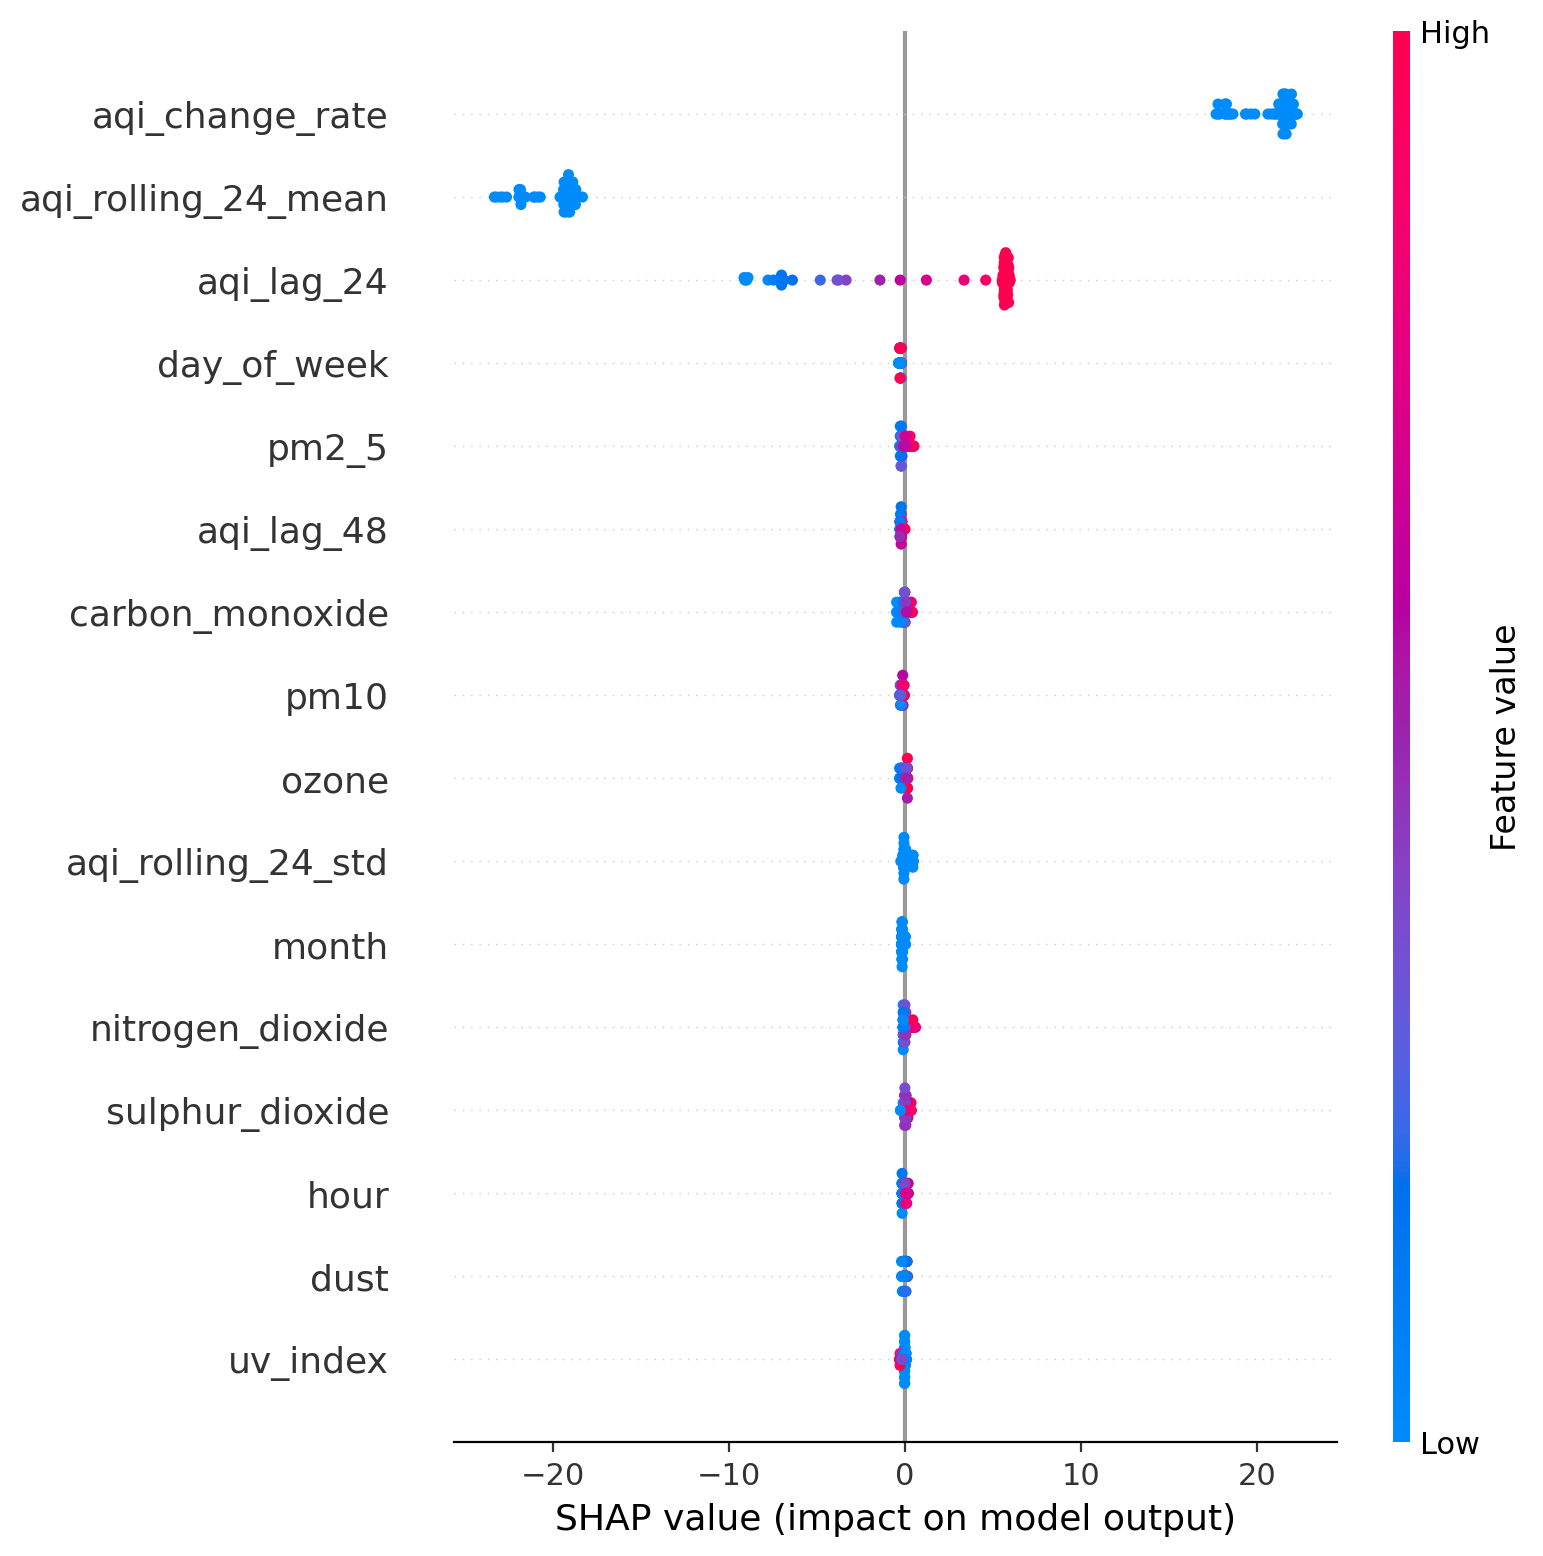 High
aqi_change_rate
aqi_rolling_24_mean
aqi_lag_24
day_of_week
pm2_5
aqi_lag_48
carbon_monoxide
pm10
ozone
aqi_rolling_24_std
month
nitrogen_dioxide
sulphur_dioxide
hour
dust
uv_index
Feature value
Low
−20 −10 0 10 20
SHAP value (impact on model output)